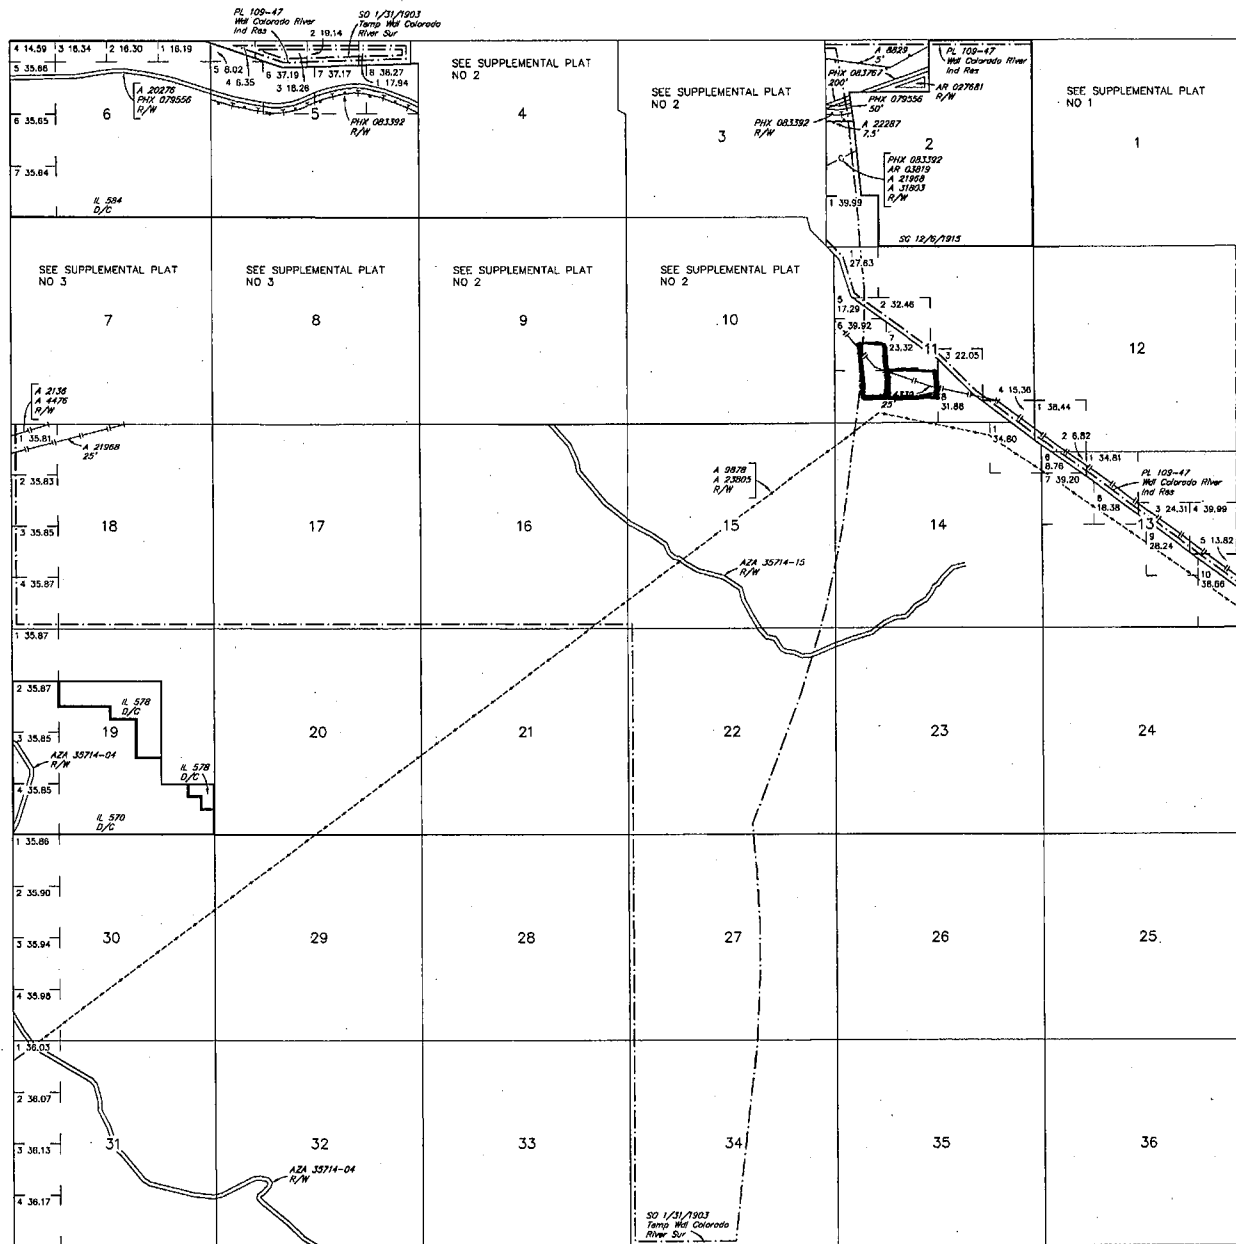 PL 109-47
Wdl Colorado River
Ind Res
2 19.14
SO 1/31/1903
Temp Wdl Colorado
River Sur
4 14.59
3 16.34
2 16.30
1 16.19
5 35.66
5 8.02
4 6.35
6 37.19
3 18.26
7 37.17
8 38.27
1 17.94
A 20276
PHX 079556
R/W
6
5
PHX 083392
R/W
6 35.65
7 35.64
IL 584
D/C
SEE SUPPLEMENTAL PLAT
NO 2
4
SEE SUPPLEMENTAL PLAT
NO 2
3
A 8829
5'
PHX 083767
200'
PL 109-47
Wdl Colorado River
Ind Res
AR 027681
R/W
PHX 079556
50'
PHX 083392
R/W
A 22287
7.5'
2
PHX 083392
AR 03819
A 21968
A 31803
R/W
1 39.99
SG 12/6/1915
SEE SUPPLEMENTAL PLAT
NO 1
1
SEE SUPPLEMENTAL PLAT
NO 3
7
SEE SUPPLEMENTAL PLAT
NO 3
8
SEE SUPPLEMENTAL PLAT
NO 2
9
SEE SUPPLEMENTAL PLAT
NO 2
10
27.63
5
17.29
2 32.46
6 39.92
7
23.32
11
3 22.05
4 15.36
8
31.88
25'
12
1 38.44
A 2136
A 4476
R/W
1 35.81
A 21968
25'
2 35.83
3 35.85
4 35.87
18
17
16
AZA 35714-15
R/W
A 9878
A 23805
R/W
15
14
1
34.60
2 6.82
1 34.81
6
8.76
7 39.20
PL 109-47
Wdl Colorado River
Ind Res
8
18.38
3 24.31
4 39.99
13
9
28.24
5 13.82
10
38.66
1 35.87
2 35.87
IL 578
D/C
19
3 35.85
AZA 35714-04
R/W
IL 578
D/C
4 35.85
IL 570
D/C
20
21
22
23
24
1 35.86
2 35.90
3 35.94
4 35.98
30
29
28
27
26
25
1 36.03
2 36.07
3 36.13
4 36.17
31
32
AZA 35714-04
R/W
33
34
35
36
SO 1/31/1903
Temp Wdl Colorado
River Sur